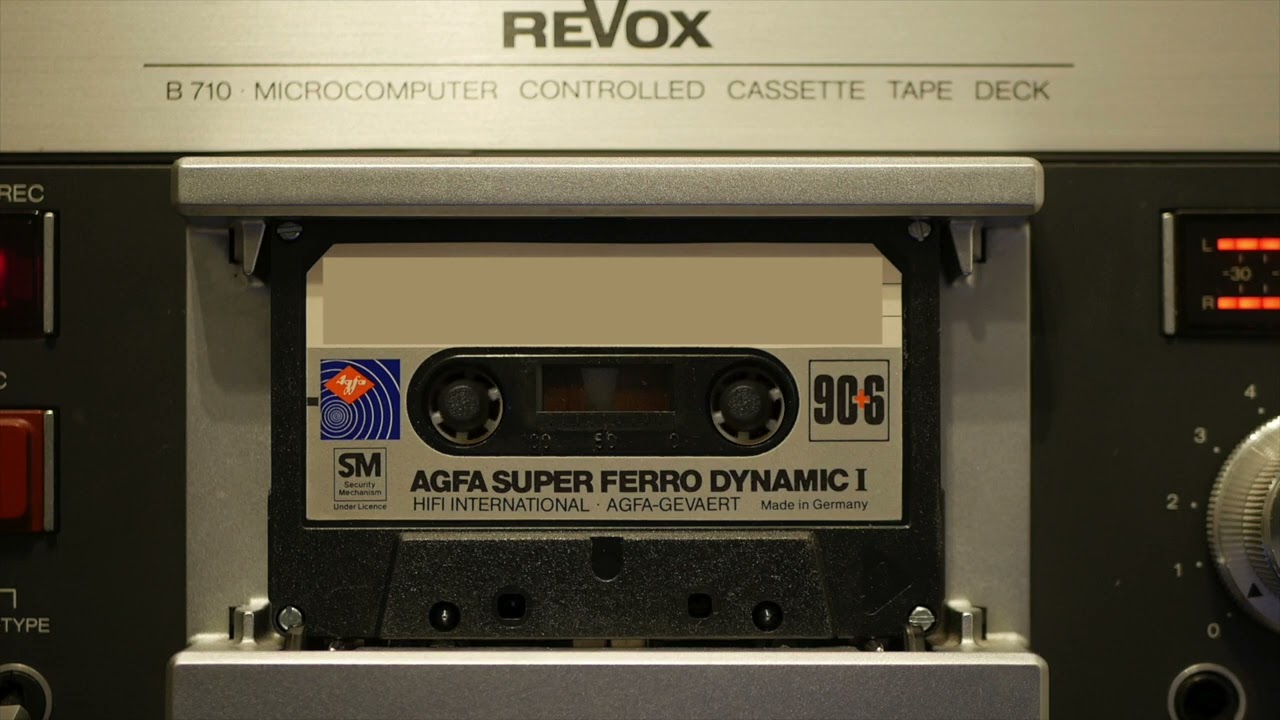 REVOX
B 710 · MICROCOMPUTER CONTROLLED CASSETTE TAPE DECK
REC
L
-30
R
Agfa
90+6
SM
Security
Mechanism
Under Licence
AGFA SUPER FERRO DYNAMIC I
HIFI INTERNATIONAL · AGFA-GEVAERT Made in Germany
4
3
2
1
0
TYPE